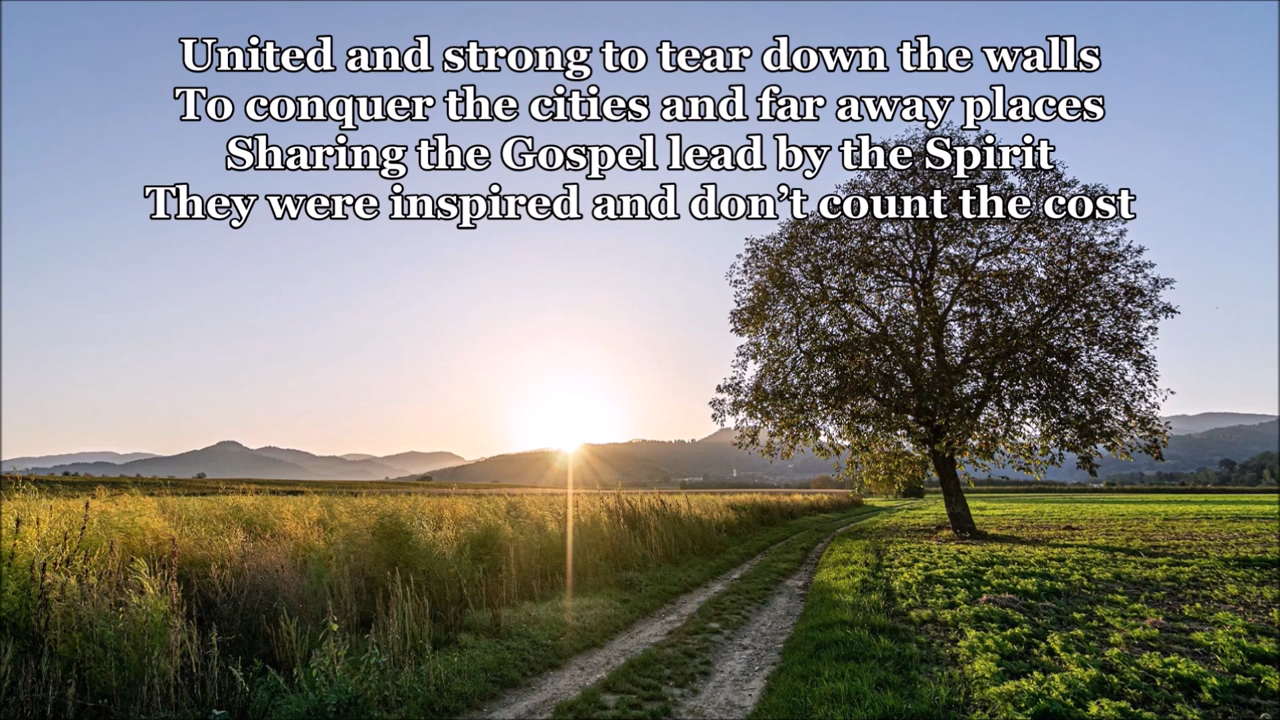 United and strong to tear down the walls
To conquer the cities and far away places
Sharing the Gospel lead by the Spirit
They were inspired and don’t count the cost